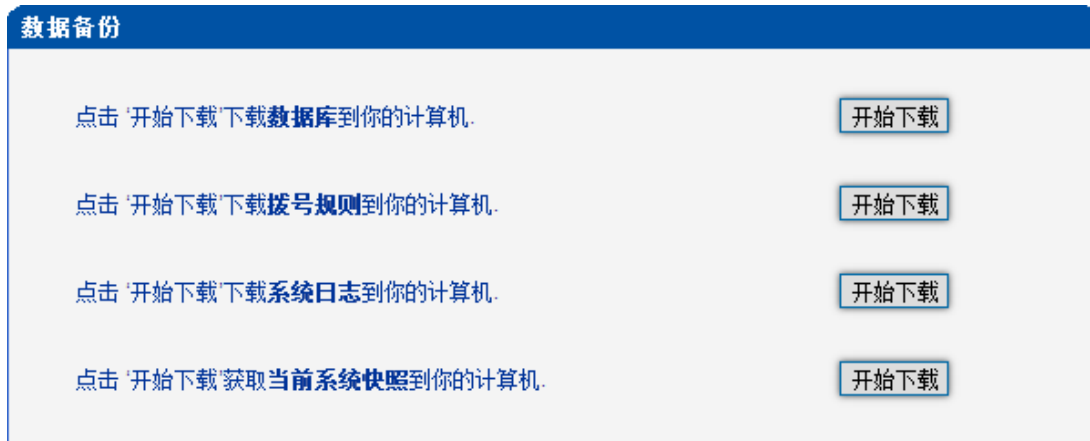 数据备份
点击 '开始下载'下载数据库到你的计算机. 开始下载
点击 '开始下载'下载拨号规则到你的计算机. 开始下载
点击 '开始下载'下载系统日志到你的计算机. 开始下载
点击 '开始下载'获取当前系统快照到你的计算机. 开始下载